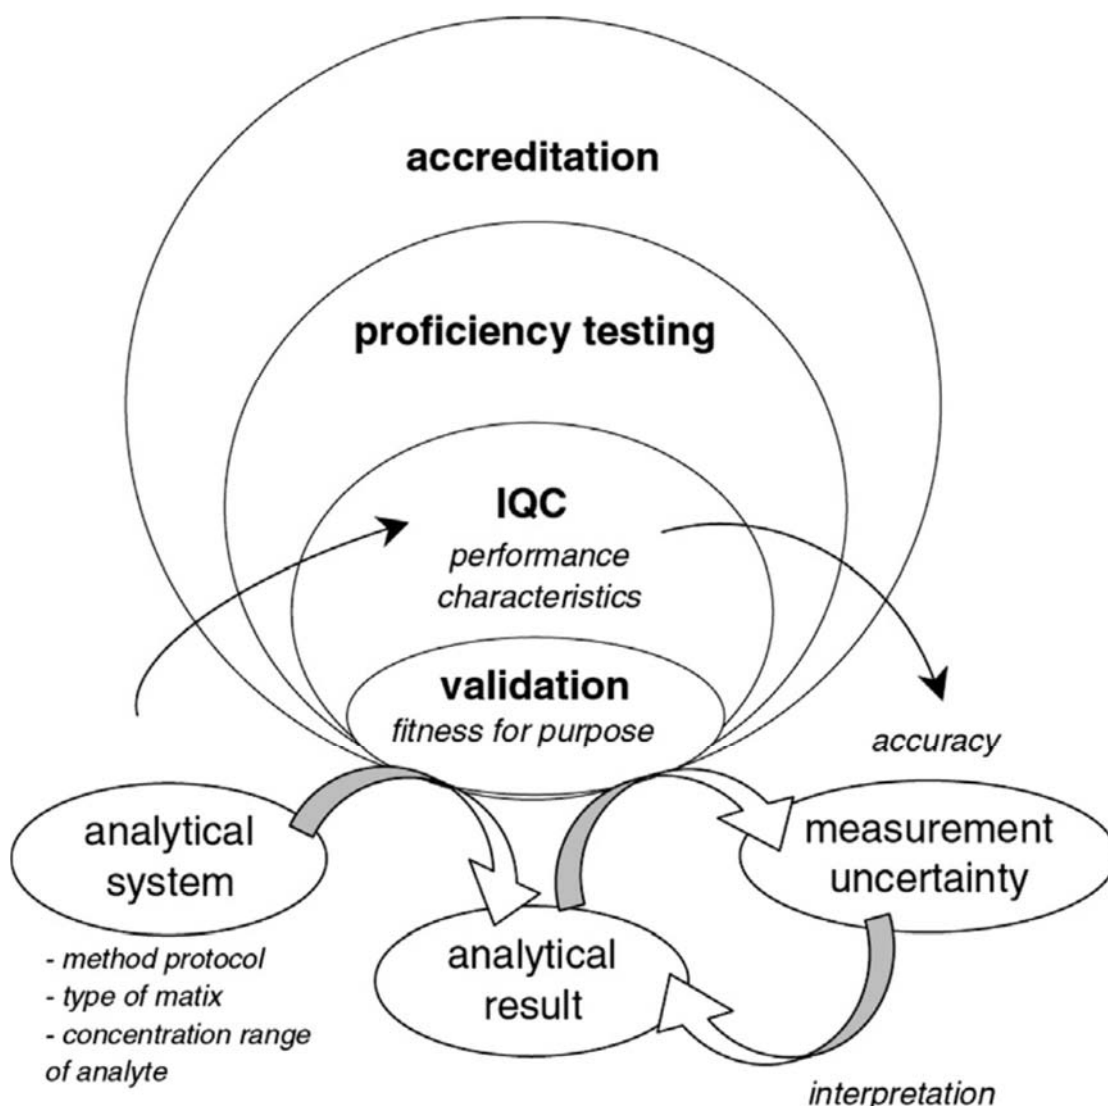 accreditation
proficiency testing
IQC
performance
characteristics
validation
fitness for purpose
accuracy
analytical
system
measurement
uncertainty
- method protocol
- type of matix
- concentration range
of analyte
analytical
result
interpretation